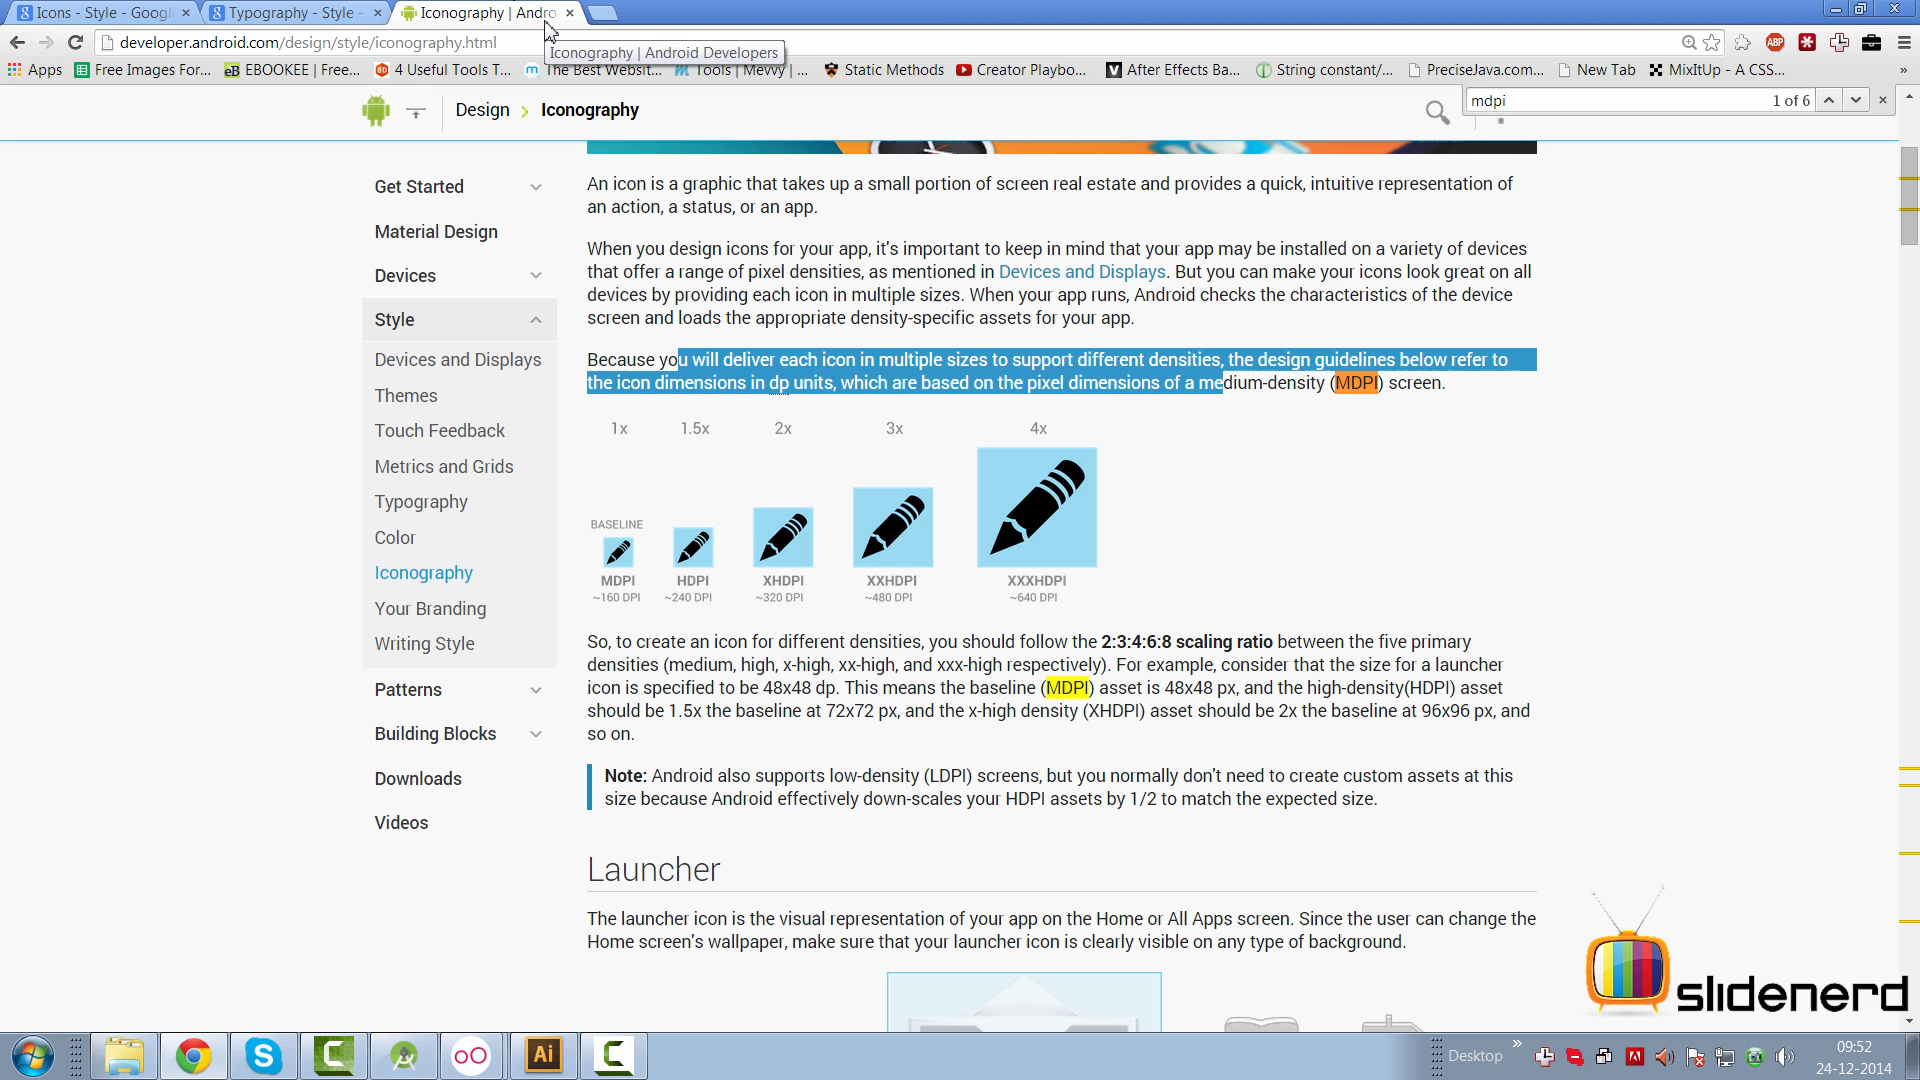 Icons - Style - Googl
Typography - Style -
Iconography | Andro
developer.android.com/design/style/iconography.html
Iconography | Android Developers
Apps
Free Images For...
EBOOKEE | Free...
4 Useful Tools T...
The Best Websit...
Tools | Mevvy | ...
Static Methods
Creator Playbo...
After Effects Ba...
String constant/...
PreciseJava.com...
New Tab
MixItUp - A CSS...
»
Design > Iconography
mdpi
1 of 6
Get Started
Material Design
Devices
Style
Devices and Displays
Themes
Touch Feedback
Metrics and Grids
Typography
Color
Iconography
Your Branding
Writing Style
Patterns
Building Blocks
Downloads
Videos
An icon is a graphic that takes up a small portion of screen real estate and provides a quick, intuitive representation of
an action, a status, or an app.
When you design icons for your app, it's important to keep in mind that your app may be installed on a variety of devices
that offer a range of pixel densities, as mentioned in Devices and Displays. But you can make your icons look great on all
devices by providing each icon in multiple sizes. When your app runs, Android checks the characteristics of the device
screen and loads the appropriate density-specific assets for your app.
Because you will deliver each icon in multiple sizes to support different densities, the design guidelines below refer to
the icon dimensions in dp units, which are based on the pixel dimensions of a medium-density (MDPI) screen.
1x 1.5x 2x 3x 4x
BASELINE
MDPI HDPI XHDPI XXHDPI XXXHDPI
~160 DPI ~240 DPI ~320 DPI ~480 DPI ~640 DPI
So, to create an icon for different densities, you should follow the 2:3:4:6:8 scaling ratio between the five primary
densities (medium, high, x-high, xx-high, and xxx-high respectively). For example, consider that the size for a launcher
icon is specified to be 48x48 dp. This means the baseline (MDPI) asset is 48x48 px, and the high-density(HDPI) asset
should be 1.5x the baseline at 72x72 px, and the x-high density (XHDPI) asset should be 2x the baseline at 96x96 px, and
so on.
Note: Android also supports low-density (LDPI) screens, but you normally don't need to create custom assets at this
size because Android effectively down-scales your HDPI assets by 1/2 to match the expected size.
Launcher
The launcher icon is the visual representation of your app on the Home or All Apps screen. Since the user can change the
Home screen's wallpaper, make sure that your launcher icon is clearly visible on any type of background.
slidenerd
Ai
Desktop
»
09:52
24-12-2014